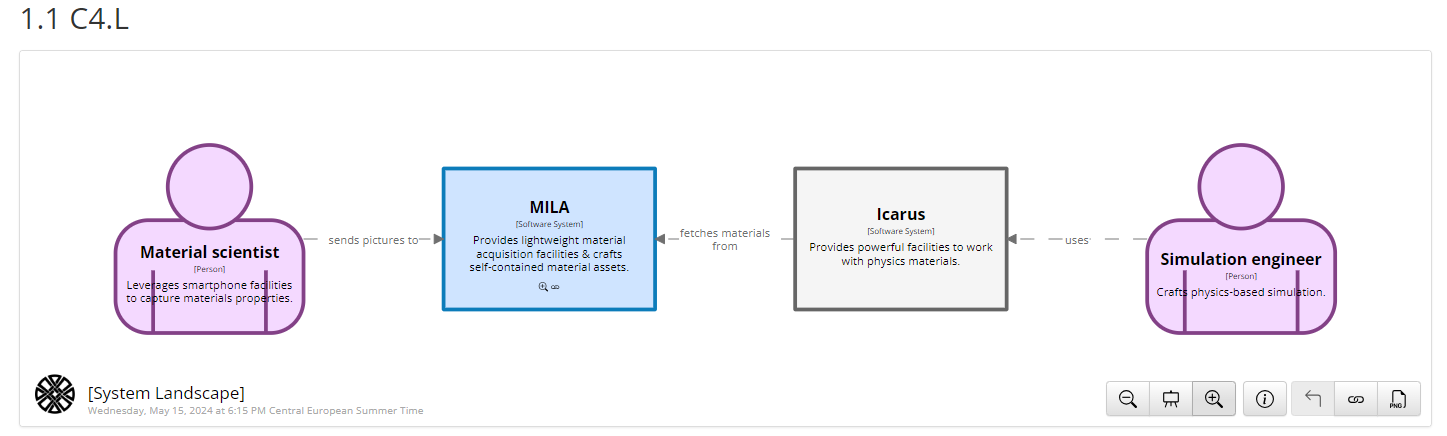 1.1 C4.L
Material scientist
[Person]
Leverages smartphone facilities
to capture materials properties.
sends pictures to
MILA
[Software System]
Provides lightweight material
acquisition facilities & crafts
self-contained material assets.
fetches materials
from
Icarus
[Software System]
Provides powerful facilities to work
with physics materials.
uses
Simulation engineer
[Person]
Crafts physics-based simulation.
[System Landscape]
Wednesday, May 15, 2024 at 6:15 PM Central European Summer Time
PNG